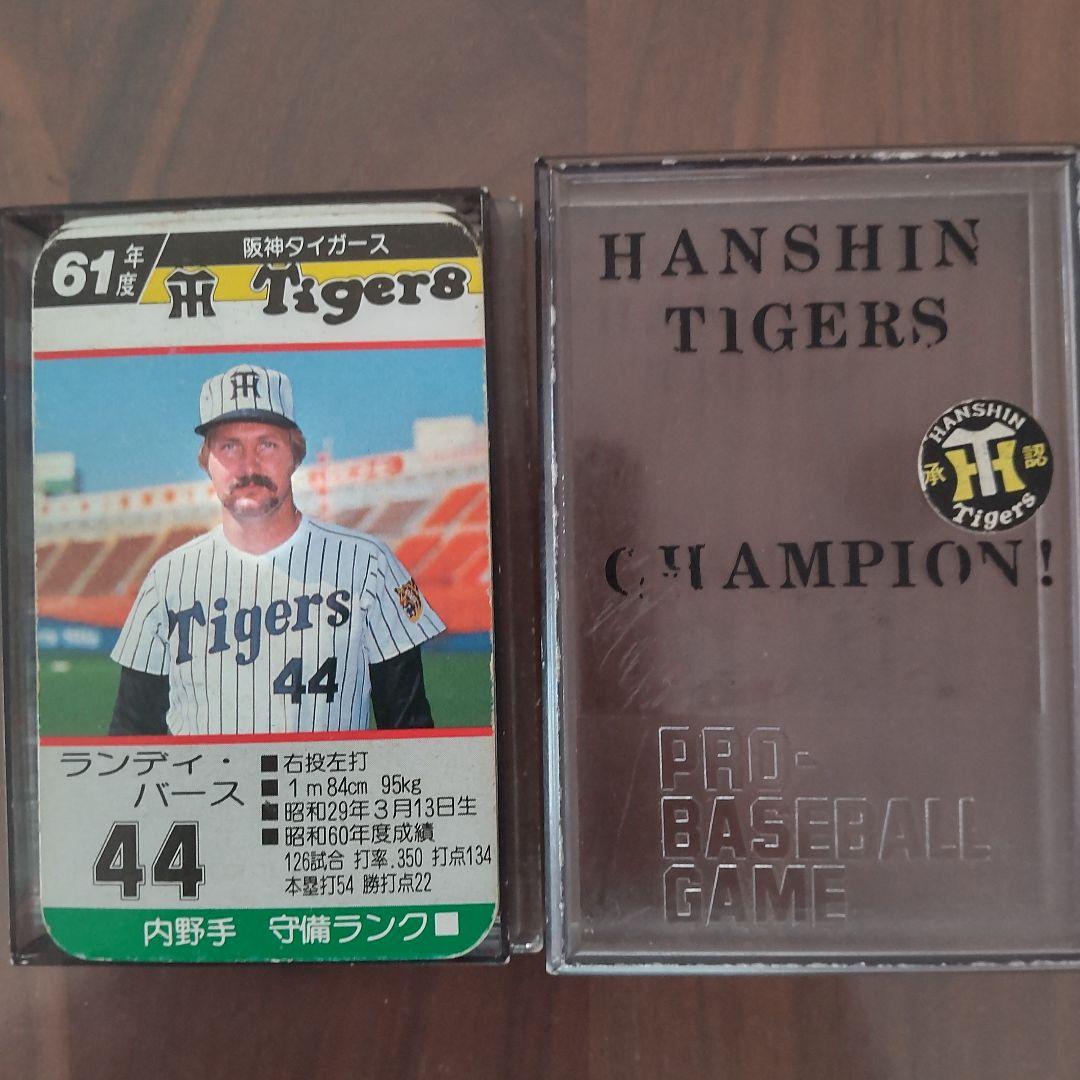 61年度
阪神タイガース
HT Tigers
HT
Tigers
44
ランディ・
バース
44
■右投左打
■1m84cm 95kg
■昭和29年3月13日生
■昭和60年度成績
126試合 打率.350 打点134
本塁打54 勝打点22
内野手 守備ランク■
HANSHIN
TIGERS
HANSHIN
承 HT 認
Tigers
CHAMPION!
PRO-
BASEBALL
GAME